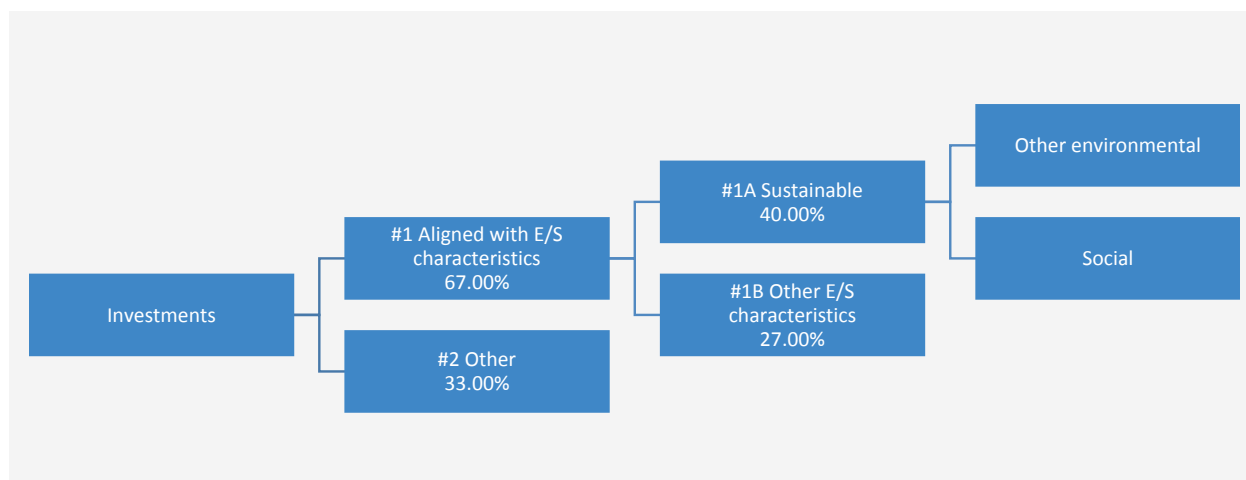 Investments
#1 Aligned with E/S
characteristics
67.00%
#2 Other
33.00%
#1A Sustainable
40.00%
#1B Other E/S
characteristics
27.00%
Other environmental
Social